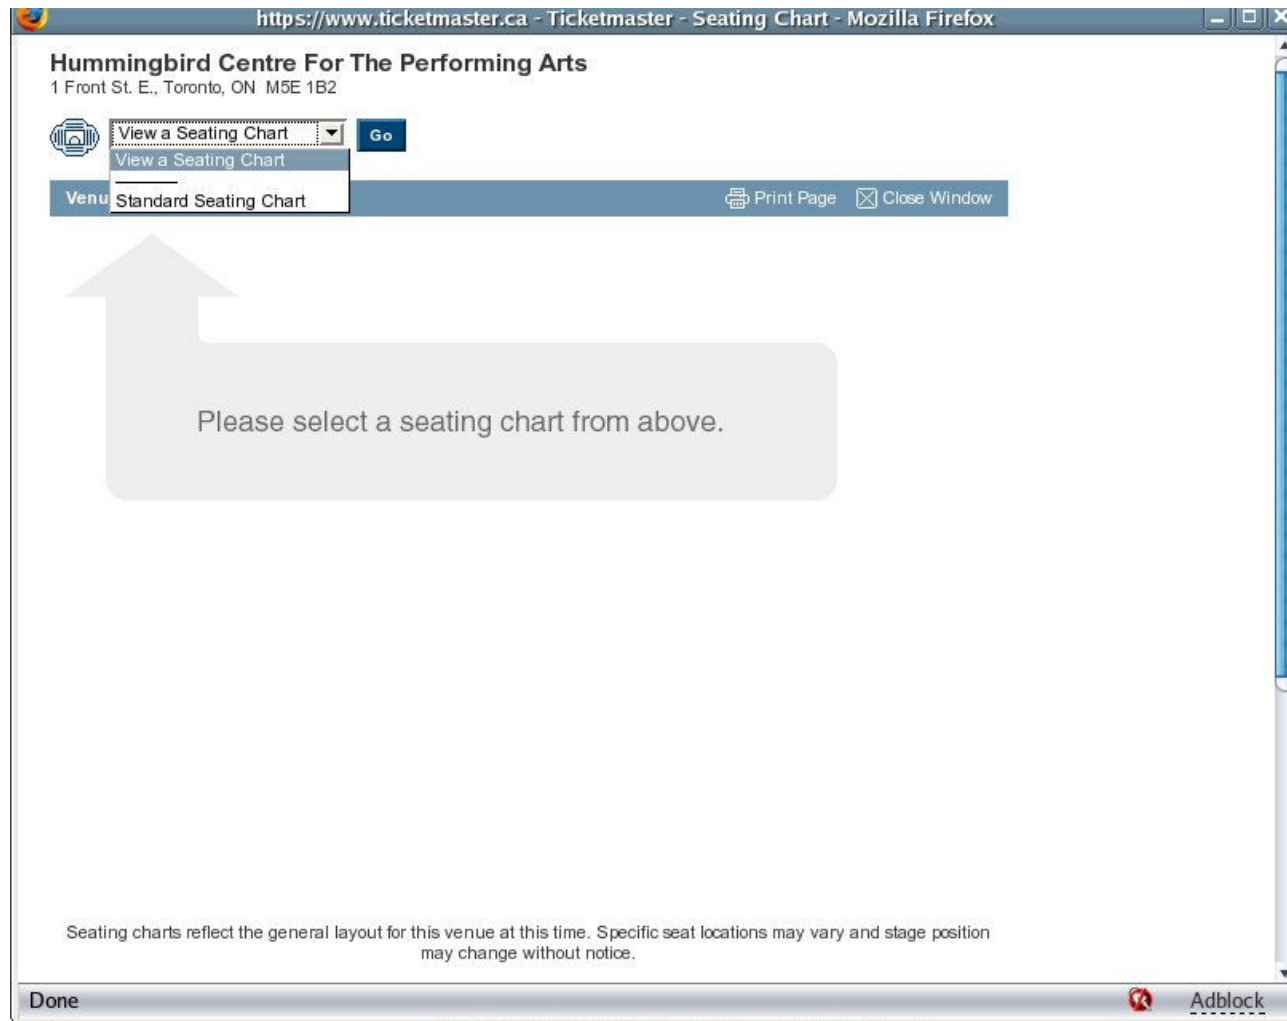 https://www.ticketmaster.ca - Ticketmaster - Seating Chart - Mozilla Firefox
Hummingbird Centre For The Performing Arts
1 Front St. E., Toronto, ON M5E 1B2
View a Seating Chart Go
View a Seating Chart
Standard Seating Chart
Venu Print Page Close Window
Please select a seating chart from above.
Seating charts reflect the general layout for this venue at this time. Specific seat locations may vary and stage position
may change without notice.
Done Adblock